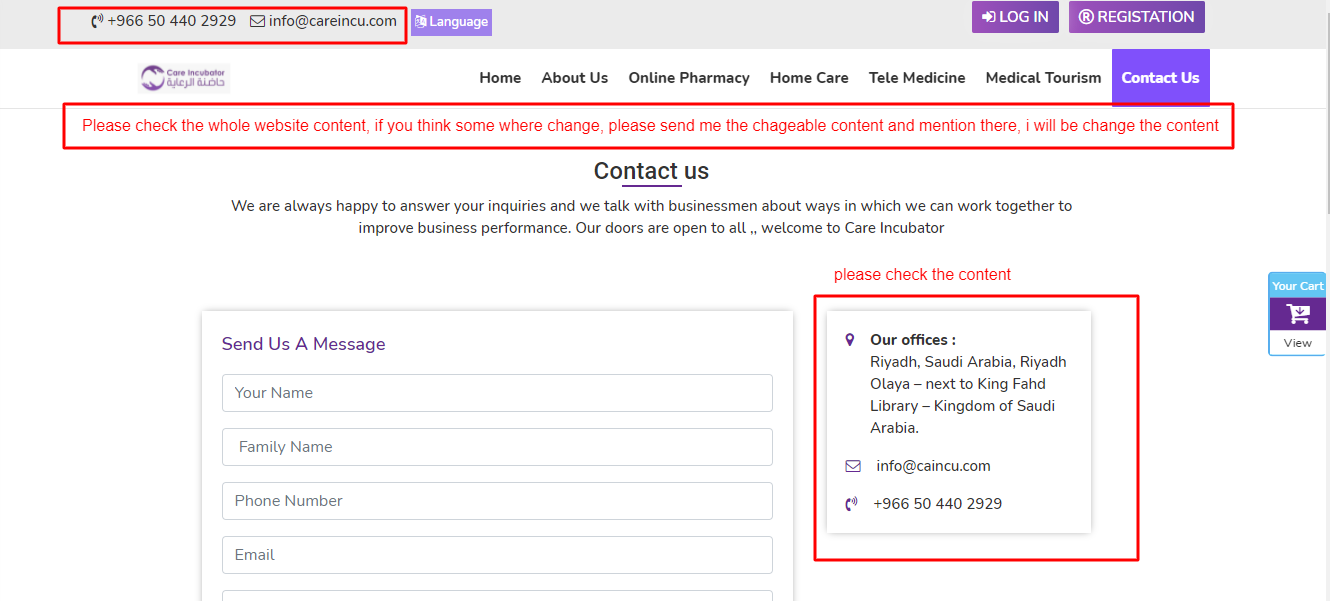 +966 50 440 2929 info@careincu.com Language LOG IN REGISTATION
Care Incubator
حاضنة الرعاية
Home About Us Online Pharmacy Home Care Tele Medicine Medical Tourism Contact Us
Please check the whole website content, if you think some where change, please send me the chageable content and mention there, i will be change the content
Contact us
We are always happy to answer your inquiries and we talk with businessmen about ways in which we can work together to
improve business performance. Our doors are open to all ,, welcome to Care Incubator
please check the content
Your Cart
View
Send Us A Message
Your Name
Family Name
Phone Number
Email
Our offices :
Riyadh, Saudi Arabia, Riyadh
Olaya – next to King Fahd
Library – Kingdom of Saudi
Arabia.
info@caincu.com
+966 50 440 2929